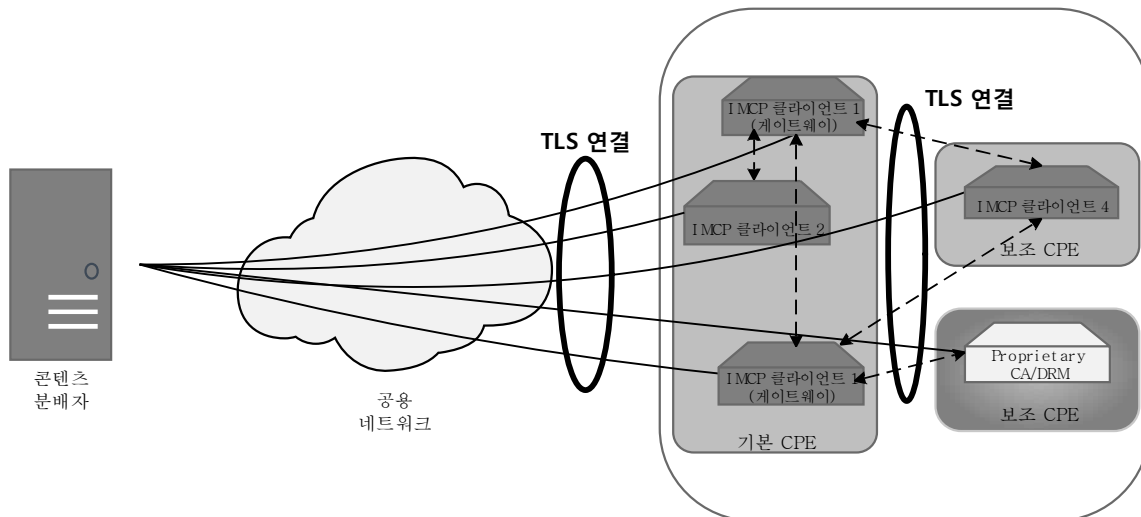 콘텐츠
분배자
공용
네트워크
TLS 연결
IMCP 클라이언트 1
(게이트웨이)
IMCP 클라이언트 2
IMCP 클라이언트 1
(게이트웨이)
기본 CPE
TLS 연결
IMCP 클라이언트 4
보조 CPE
Proprietary
CA/DRM
보조 CPE